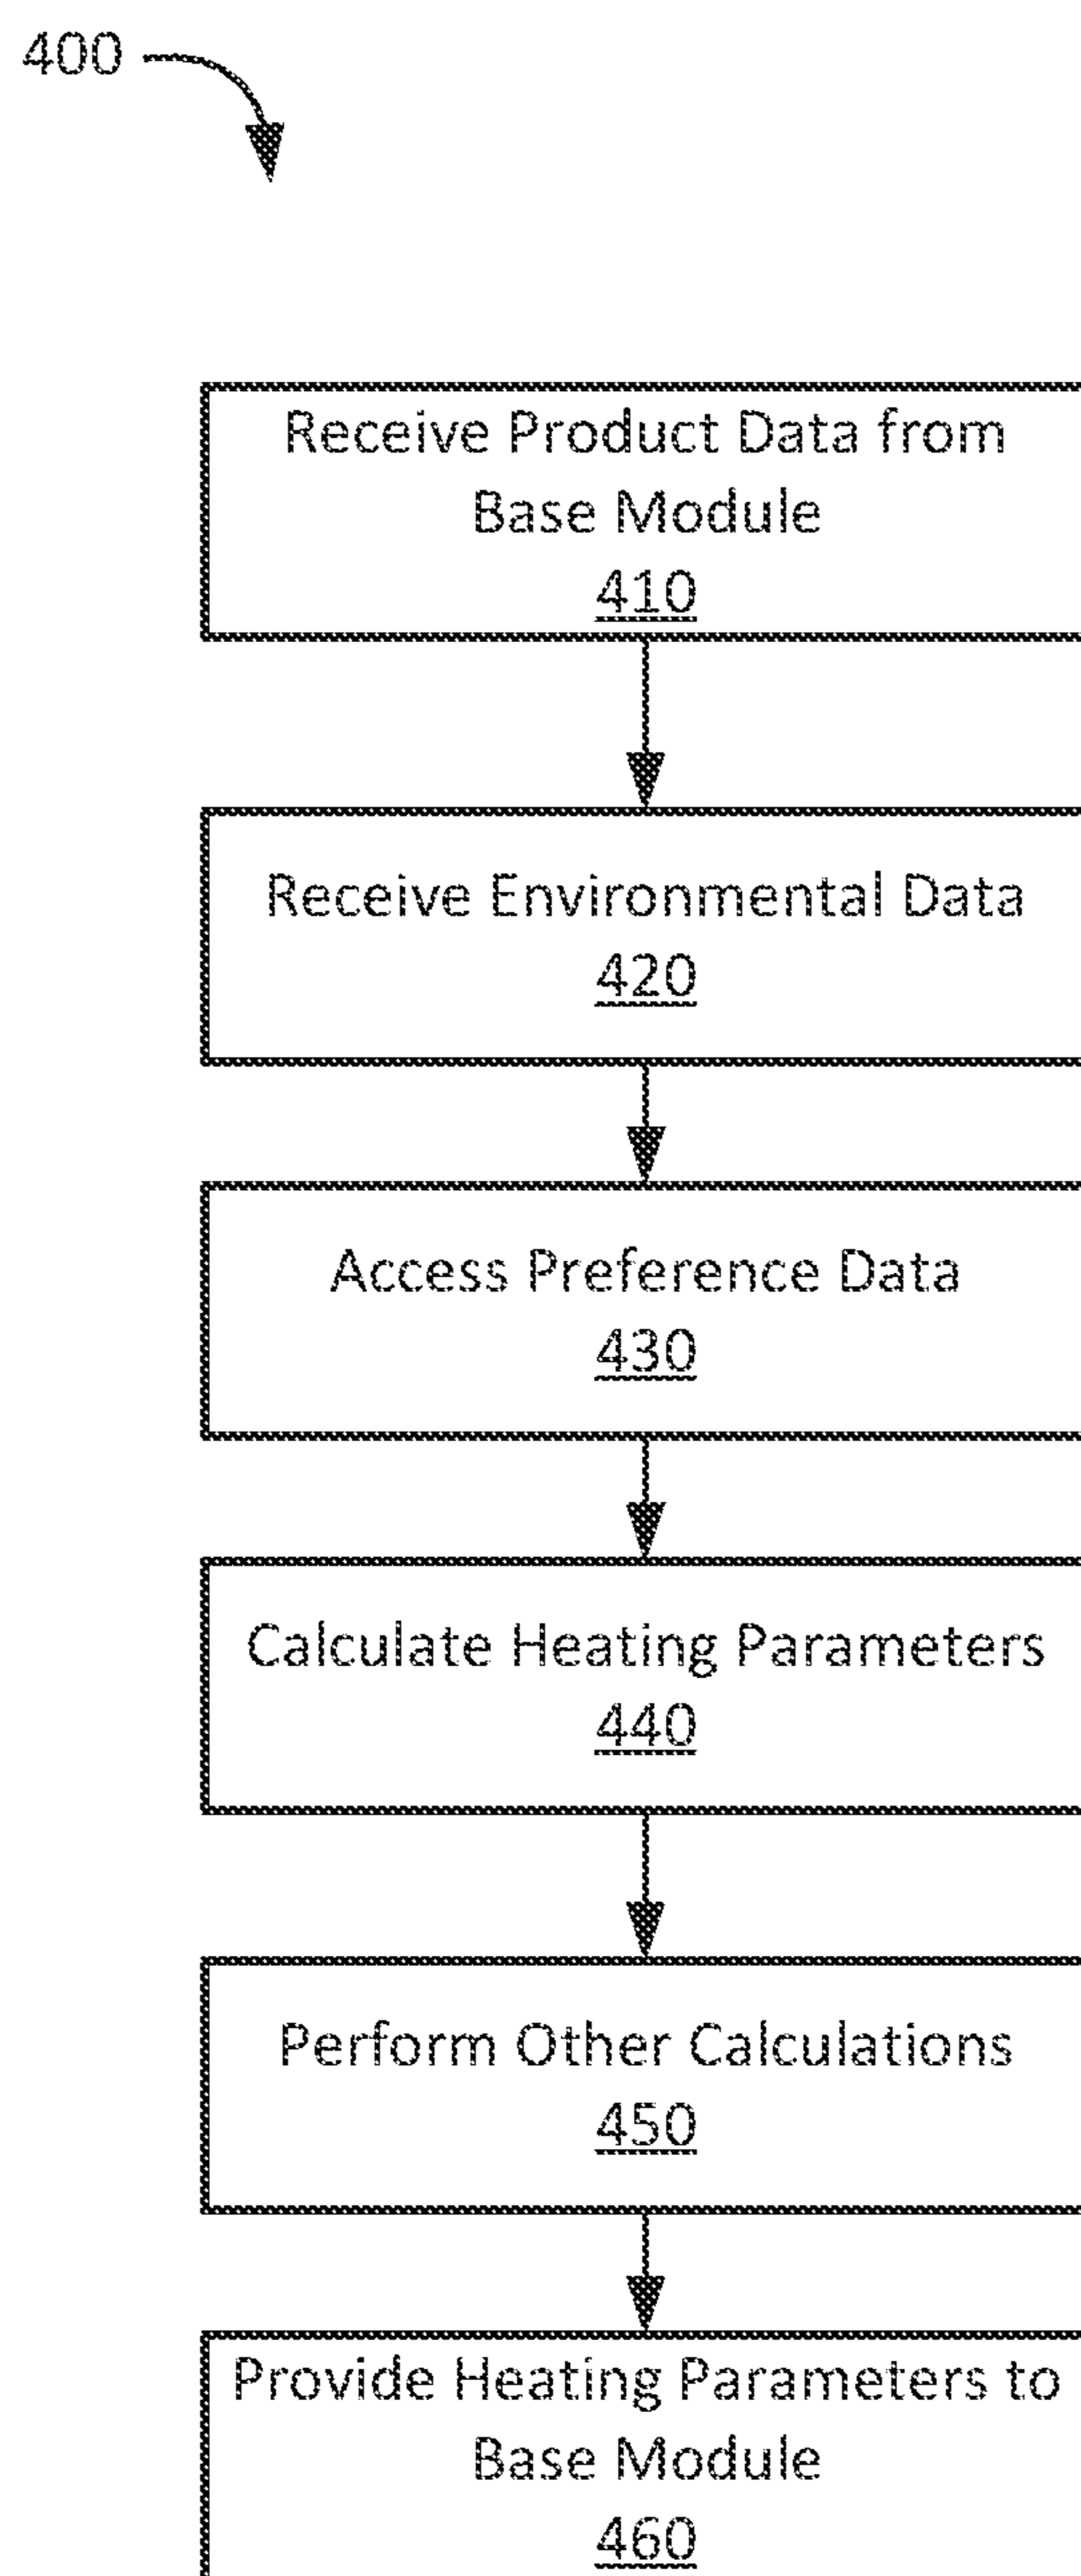 400
Receive Product Data from
Base Module
410
Receive Environmental Data
420
Access Preference Data
430
Calculate Heating Parameters
440
Perform Other Calculations
450
Provide Heating Parameters to
Base Module
460